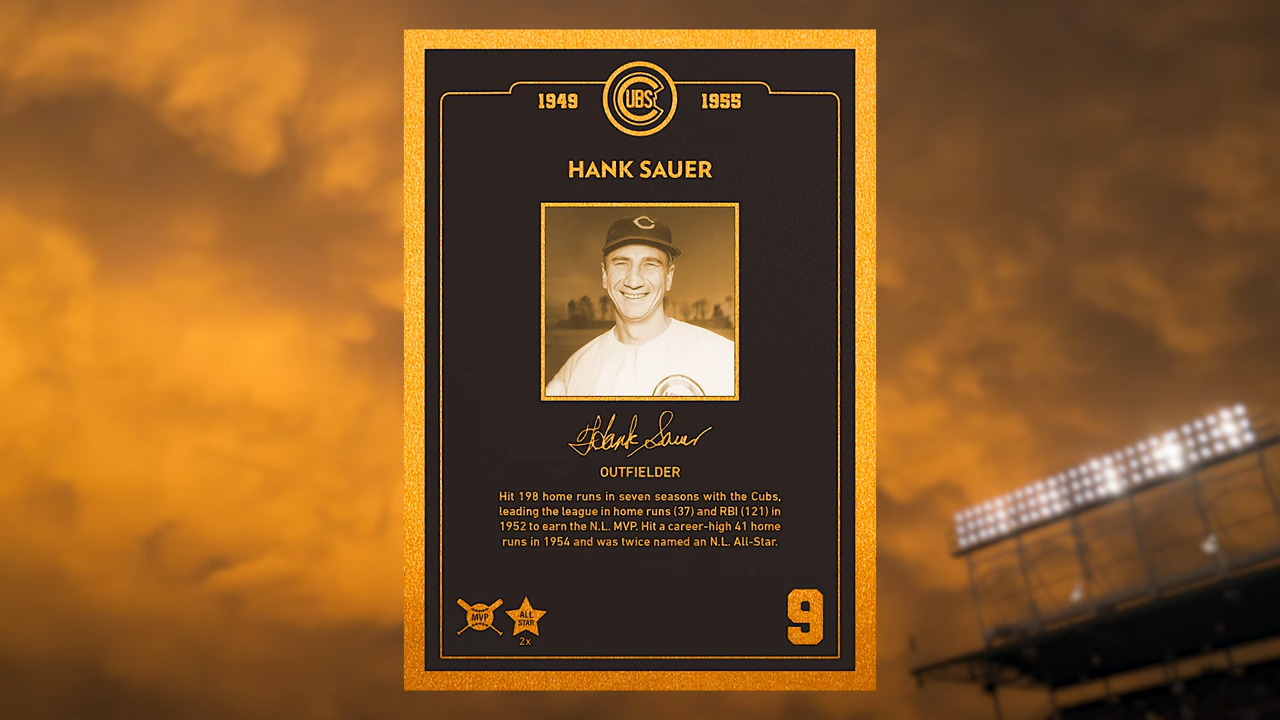 1949 CUBS 1955
HANK SAUER
C
Hank Sauer
OUTFIELDER
Hit 198 home runs in seven seasons with the Cubs,
leading the league in home runs (37) and RBI (121) in
1952 to earn the N.L. MVP. Hit a career-high 41 home
runs in 1954 and was twice named an N.L. All-Star.
MVP
ALL
STAR
2x
9